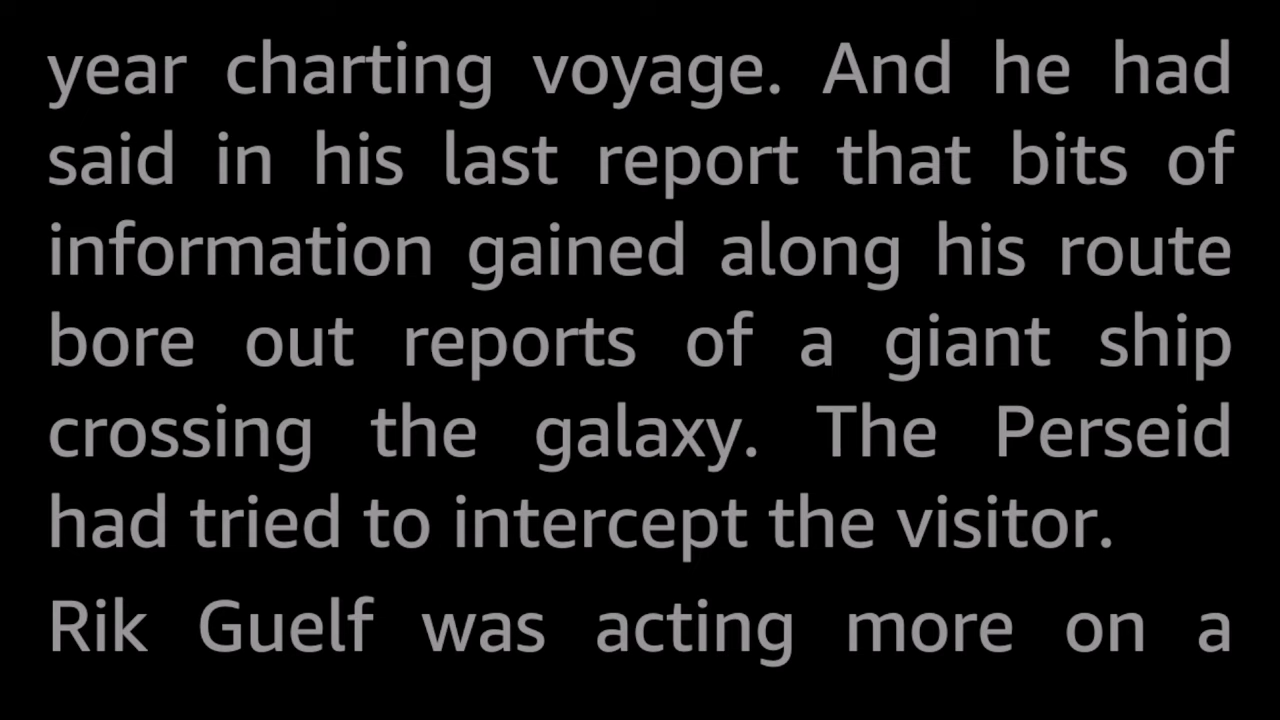 year charting voyage. And he had
said in his last report that bits of
information gained along his route
bore out reports of a giant ship
crossing the galaxy. The Perseid
had tried to intercept the visitor.
Rik Guelf was acting more on a